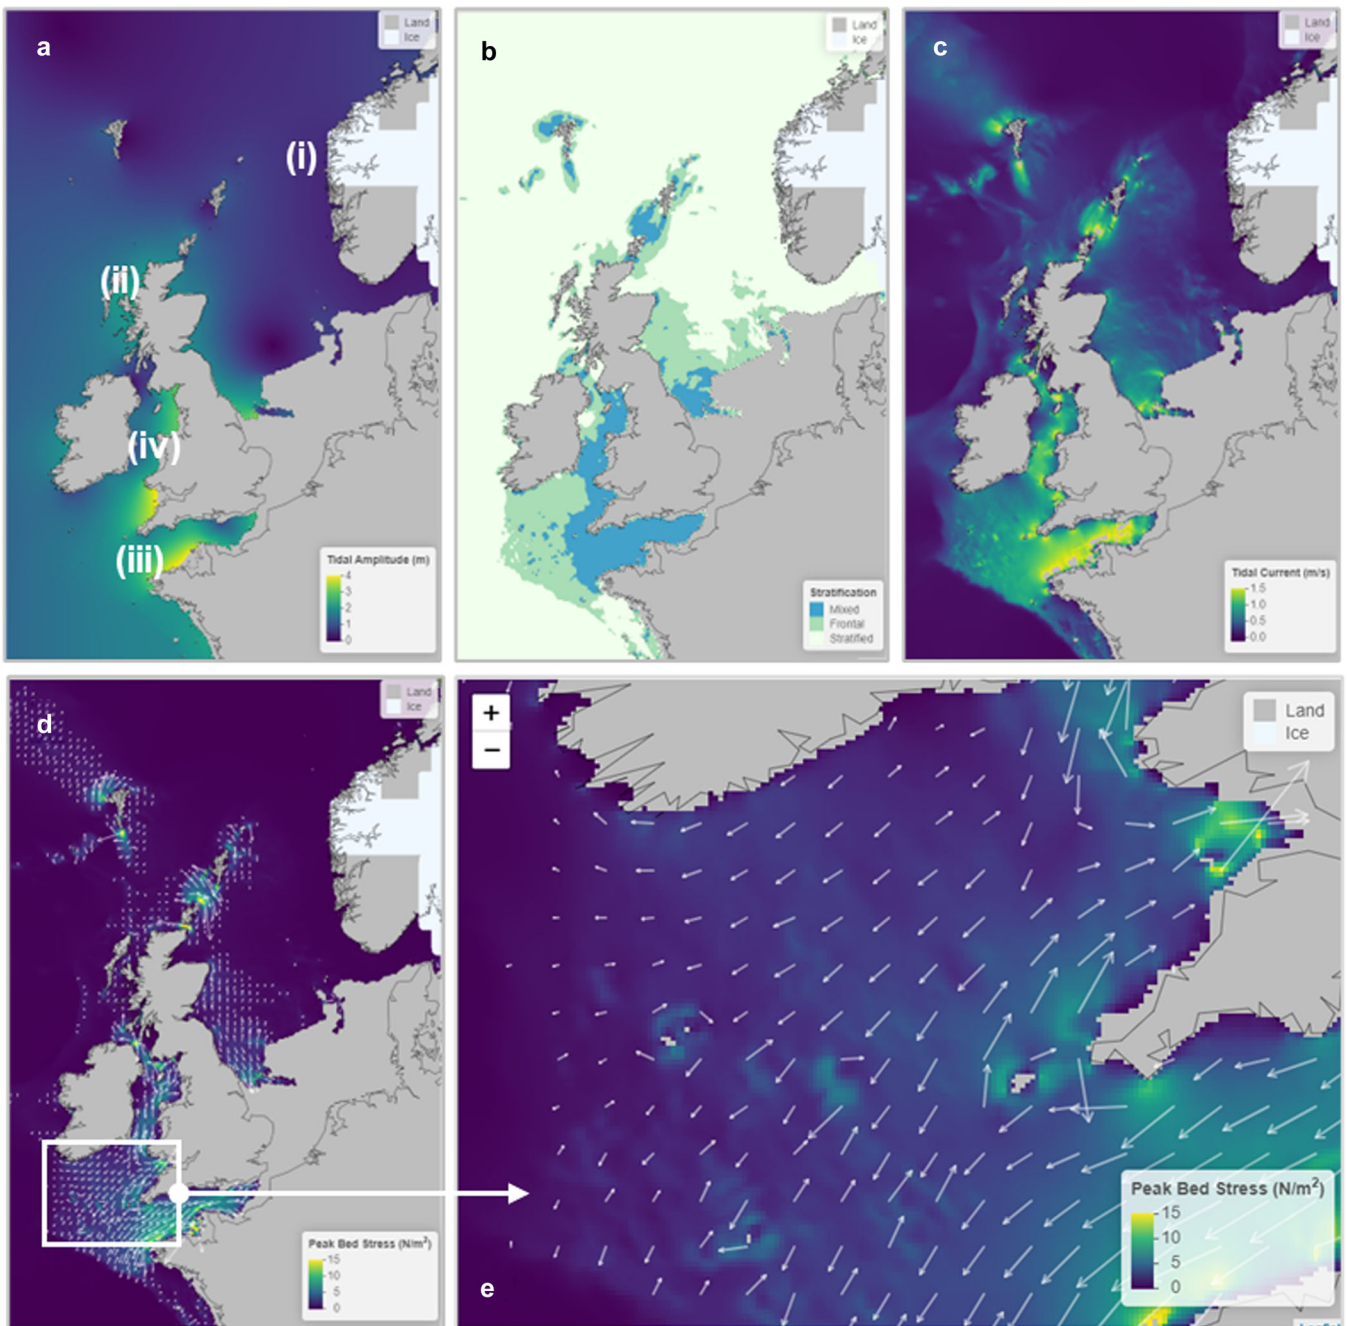 a
Land
Ice
(i)
(ii)
(iv)
(iii)
Tidal Amplitude (m)
4
3
2
1
0
b
Land
Ice
Stratification
Mixed
Frontal
Stratified
c
Land
Ice
Tidal Current (m/s)
1.5
1.0
0.5
0.0
d
Land
Ice
Peak Bed Stress (N/m²)
15
10
5
0
+
−
Land
Ice
Peak Bed Stress (N/m²)
15
10
5
0
e